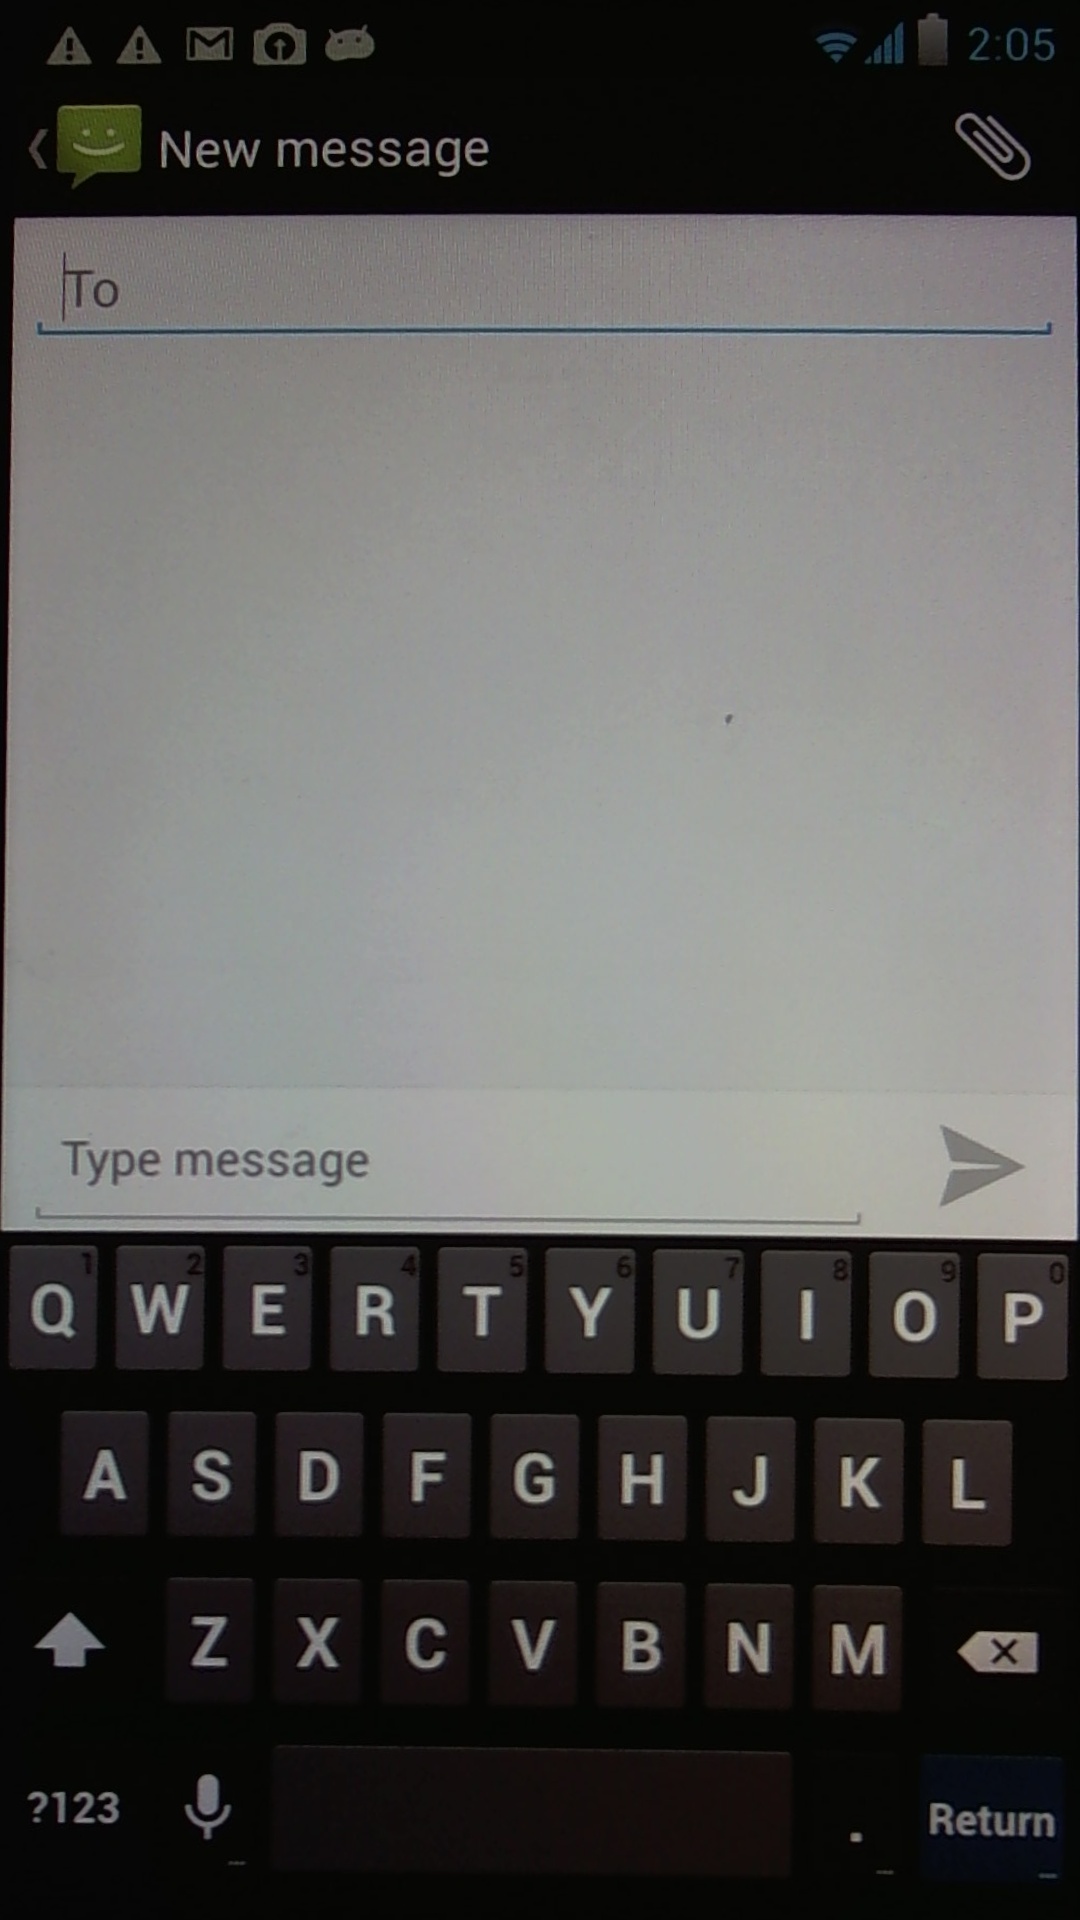 2:05
New message
To
Type message
1 2 3 4 5 6 7 8 9 0
Q W E R T Y U I O P
A S D F G H J K L
Z X C V B N M
?123 . Return